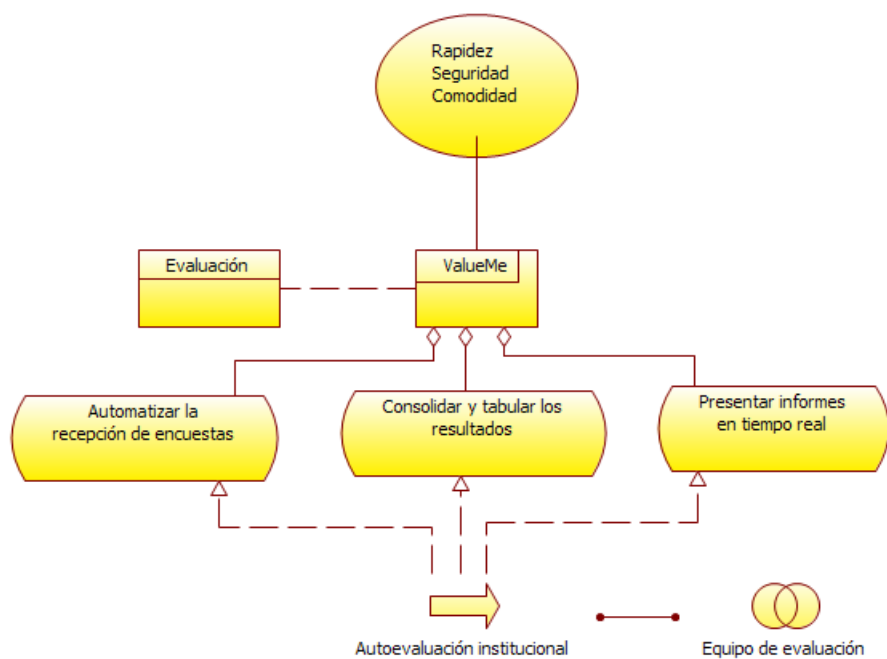 Rapidez
Seguridad
Comodidad
Evaluación
ValueMe
Automatizar la
recepción de encuestas
Consolidar y tabular los
resultados
Presentar informes
en tiempo real
Autoevaluación institucional
Equipo de evaluación